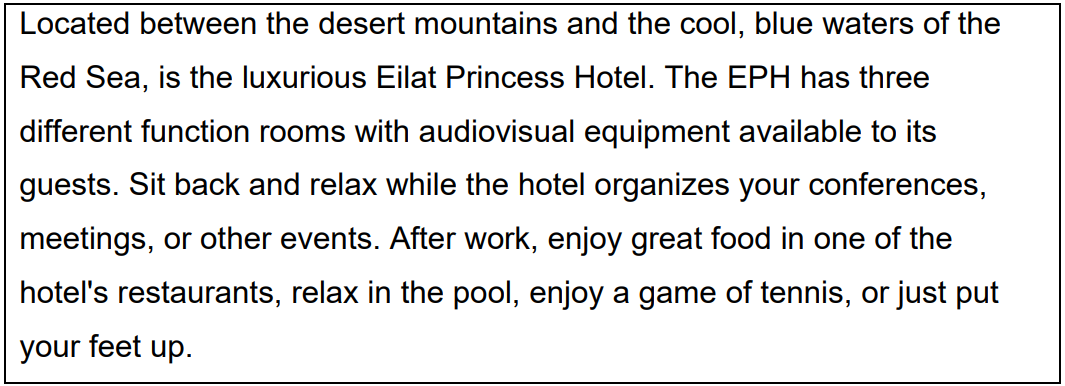 Located between the desert mountains and the cool, blue waters of the
Red Sea, is the luxurious Eilat Princess Hotel. The EPH has three
different function rooms with audiovisual equipment available to its
guests. Sit back and relax while the hotel organizes your conferences,
meetings, or other events. After work, enjoy great food in one of the
hotel's restaurants, relax in the pool, enjoy a game of tennis, or just put
your feet up.